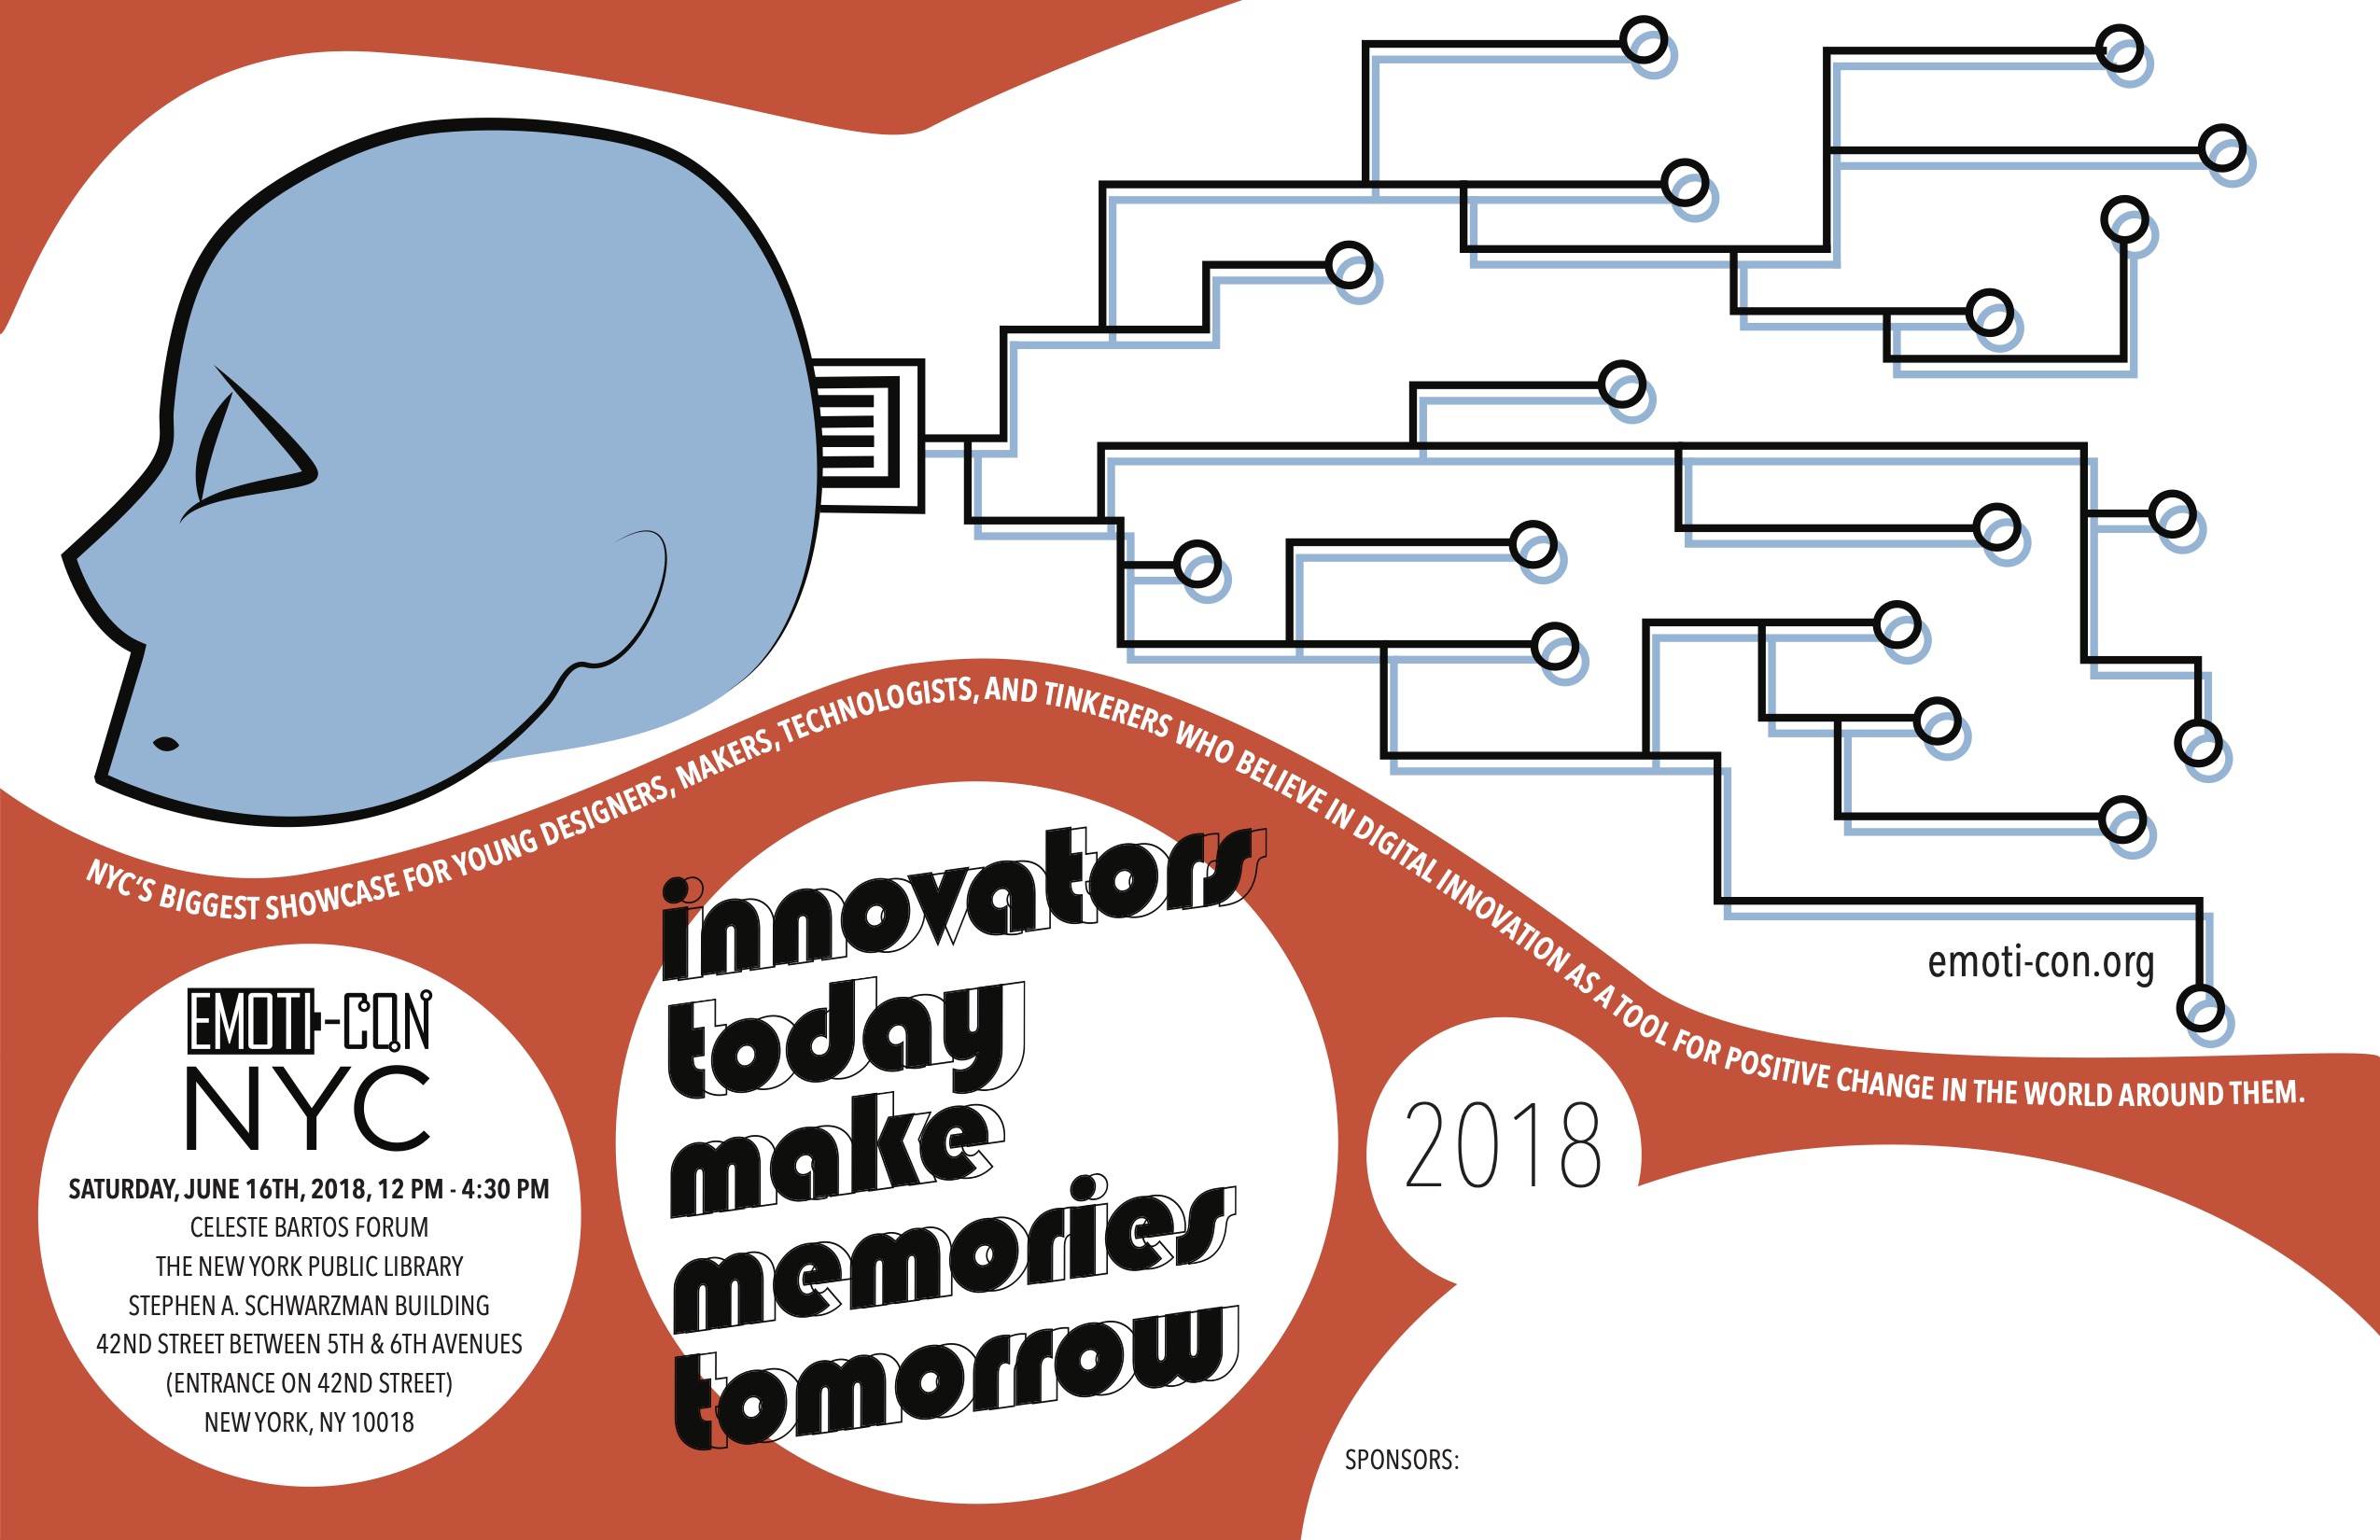 NYC'S BIGGEST SHOWCASE FOR YOUNG DESIGNERS, MAKERS, TECHNOLOGISTS, AND TINKERERS WHO BELIEVE IN DIGITAL INNOVATION AS A TOOL FOR POSITIVE CHANGE IN THE WORLD AROUND THEM.
emoti-con.org
EMOTI-CON
NYC
SATURDAY, JUNE 16TH, 2018, 12 PM - 4:30 PM
CELESTE BARTOS FORUM
THE NEW YORK PUBLIC LIBRARY
STEPHEN A. SCHWARZMAN BUILDING
42ND STREET BETWEEN 5TH & 6TH AVENUES
(ENTRANCE ON 42ND STREET)
NEW YORK, NY 10018
innovators
today
make
memories
tomorrow
2018
SPONSORS: